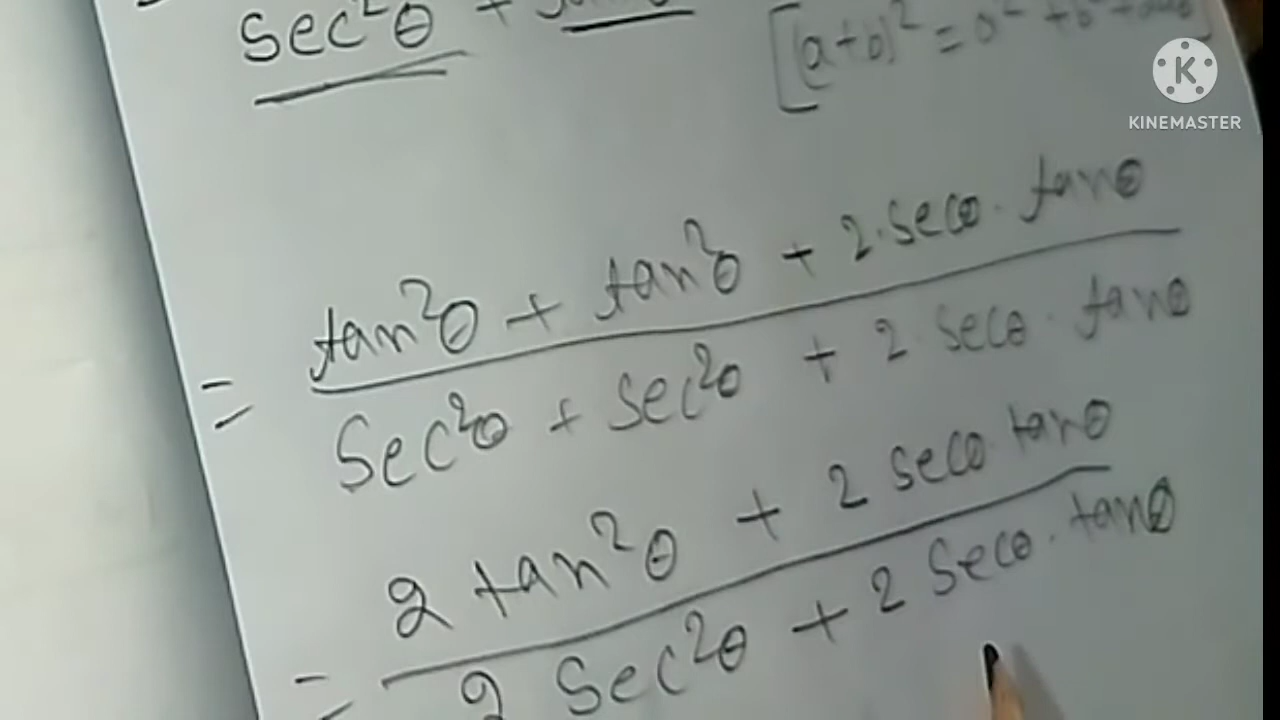 sec²θ +
[(a+b)² =
KINEMASTER
tan²θ + tan²θ + 2·secθ·tanθ
=
sec²θ + sec²θ + 2 secθ·tanθ
2 tan²θ + 2 secθ·tanθ
=
2 sec²θ + 2 secθ·tanθ